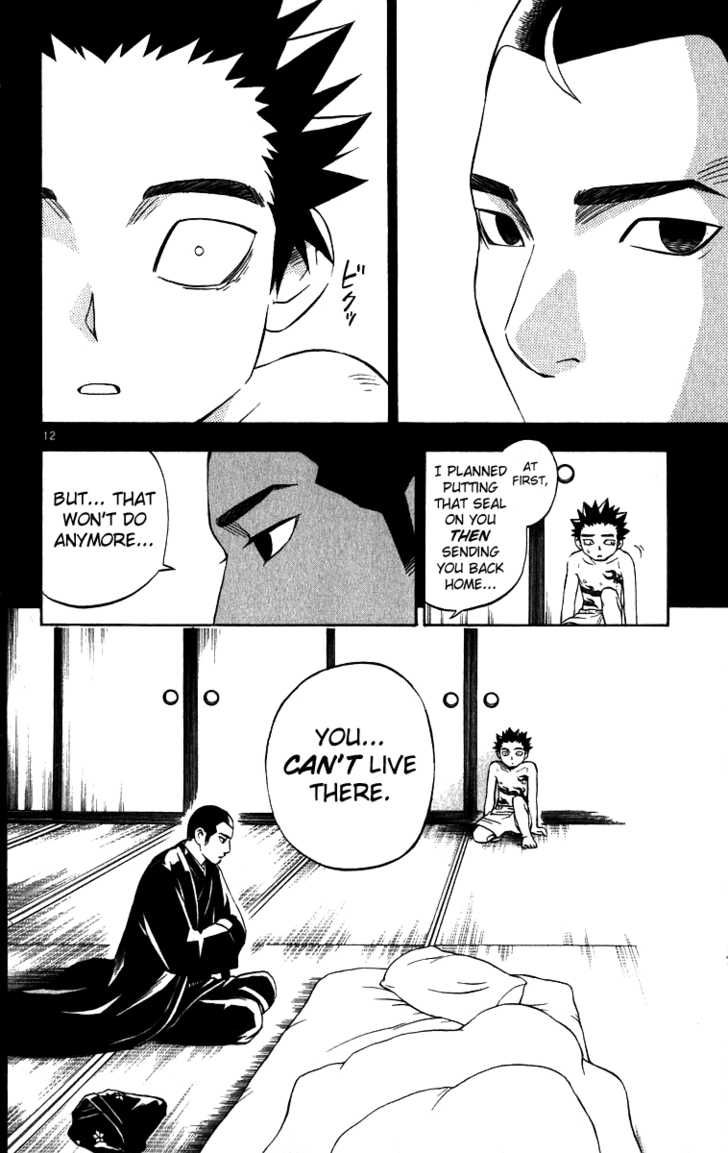 ビクッ
12
AT
FIRST,
I PLANNED
PUTTING
THAT SEAL
ON YOU
THEN
SENDING
YOU BACK
HOME...
BUT... THAT
WON'T DO
ANYMORE...
YOU...
CAN'T LIVE
THERE.